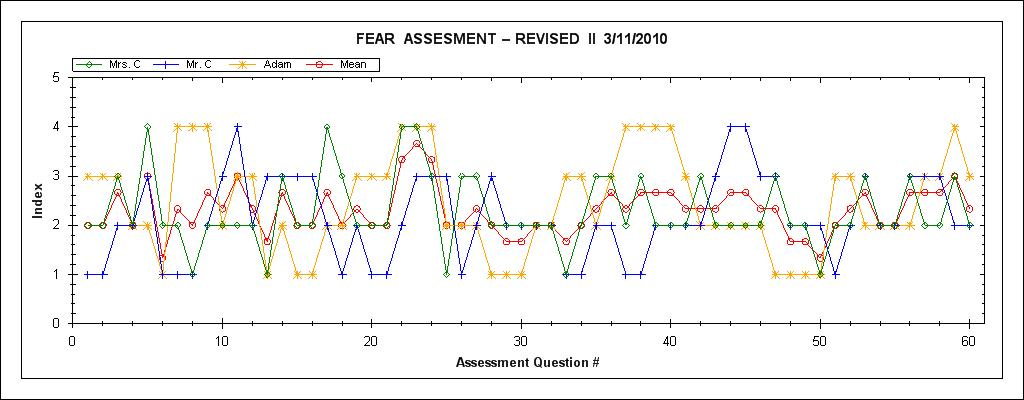 FEAR ASSESMENT – REVISED II 3/11/2010
Mrs. C Mr. C Adam Mean
5
4
3
2
1
0
Index
0 10 20 30 40 50 60
Assessment Question #